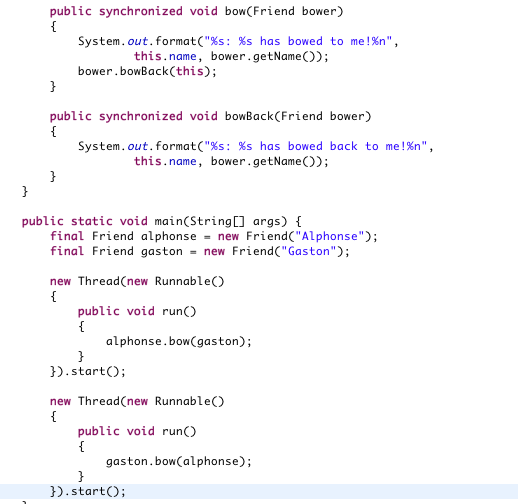 public synchronized void bow(Friend bower)
{
System.out.format("%s: %s has bowed to me!%n",
this.name, bower.getName());
bower.bowBack(this);
}
public synchronized void bowBack(Friend bower)
{
System.out.format("%s: %s has bowed back to me!%n",
this.name, bower.getName());
}
}
public static void main(String[] args) {
final Friend alphonse = new Friend("Alphonse");
final Friend gaston = new Friend("Gaston");
new Thread(new Runnable()
{
public void run()
{
alphonse.bow(gaston);
}
}).start();
new Thread(new Runnable()
{
public void run()
{
gaston.bow(alphonse);
}
}).start();
}